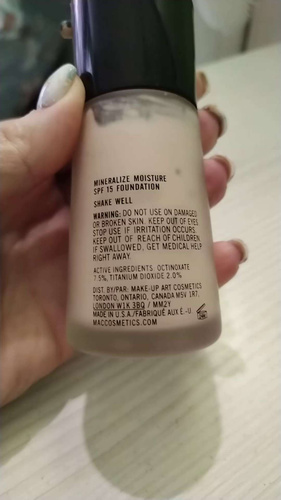 MINERALIZE MOISTURE
SPF 15 FOUNDATION
SHAKE WELL
WARNING: DO NOT USE ON DAMAGED
OR BROKEN SKIN. KEEP OUT OF EYES.
STOP USE IF IRRITATION OCCURS.
KEEP OUT OF REACH OF CHILDREN.
IF SWALLOWED, GET MEDICAL HELP
RIGHT AWAY.
ACTIVE INGREDIENTS: OCTINOXATE
7.5%, TITANIUM DIOXIDE 2.0%
DIST. BY/PAR: MAKE-UP ART COSMETICS
TORONTO, ONTARIO, CANADA M5V 1R7,
LONDON W1K 3BQ / MM2Y
MADE IN U.S.A./FABRIQUÉ AUX É.-U.
MACCOSMETICS.COM